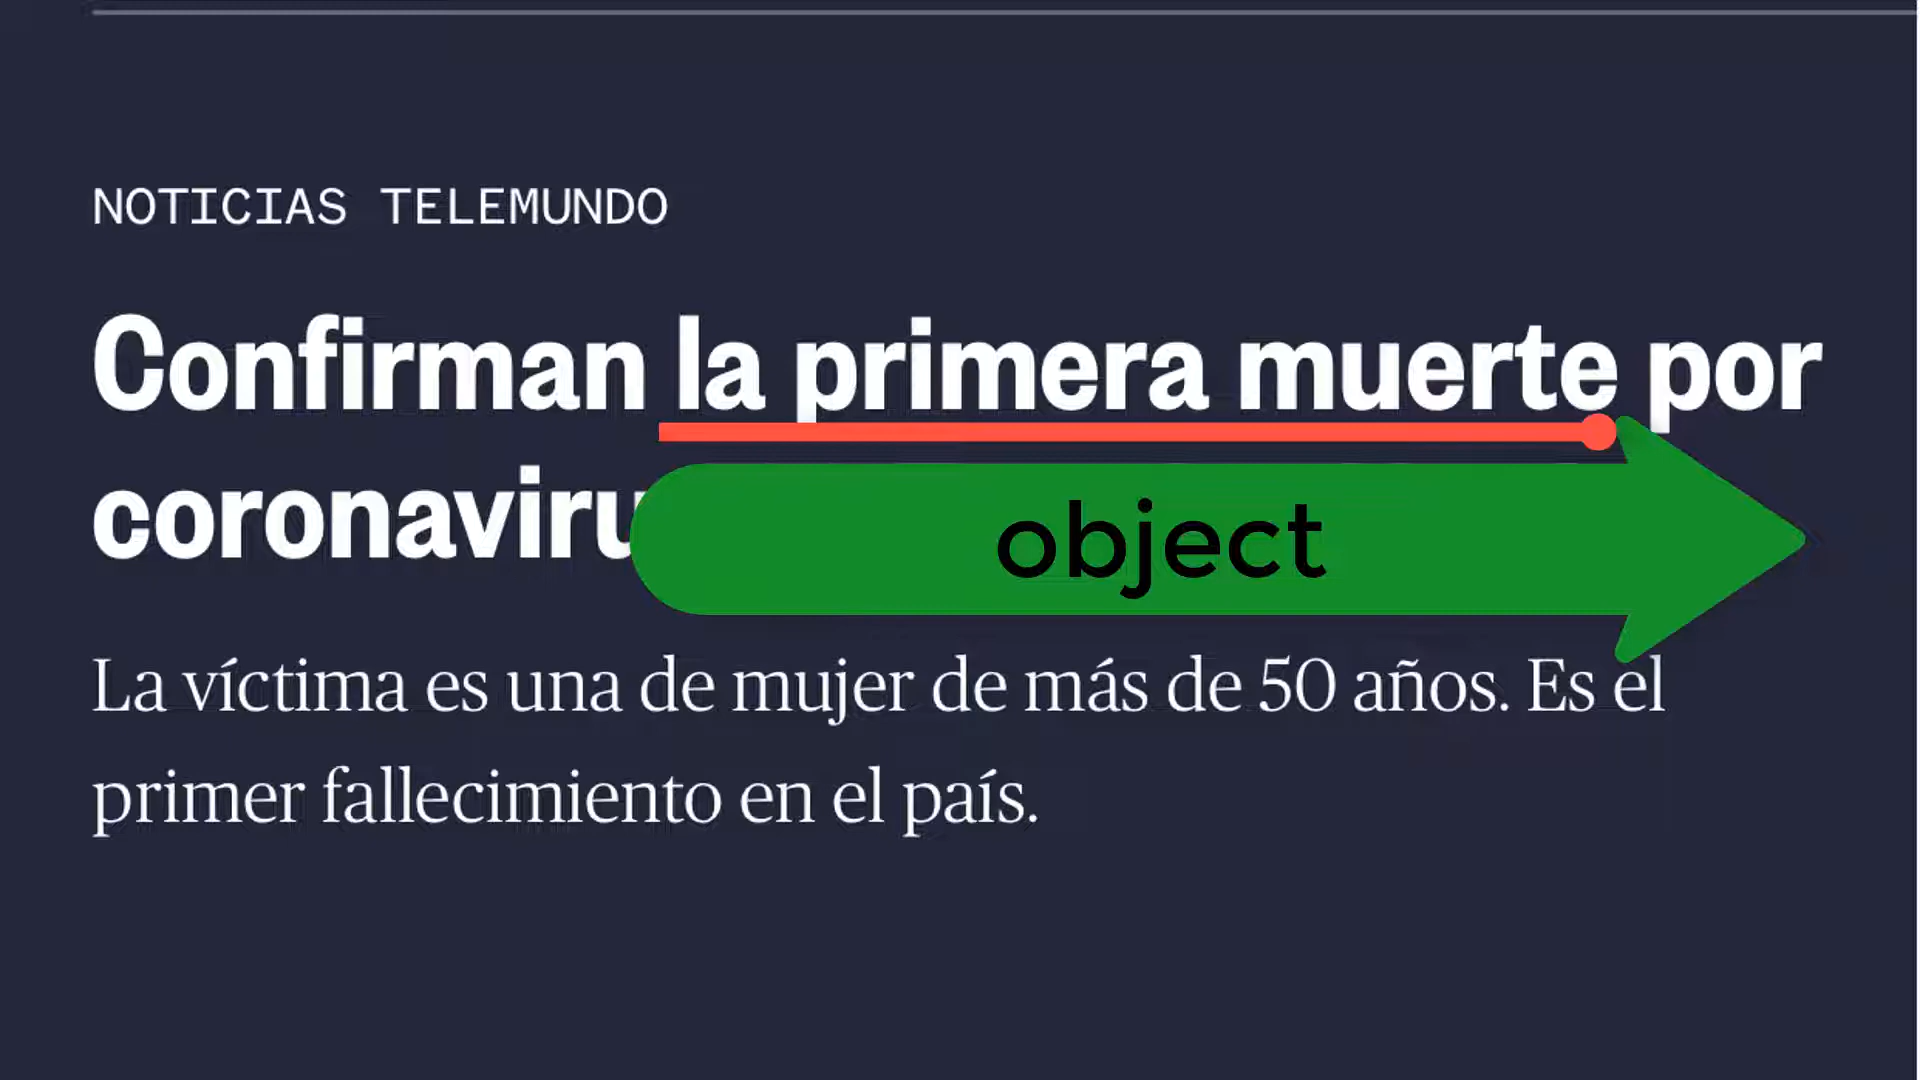 NOTICIAS TELEMUNDO
Confirman la primera muerte por
object
La víctima es una de mujer de más de 50 años. Es el
primer fallecimiento en el país.